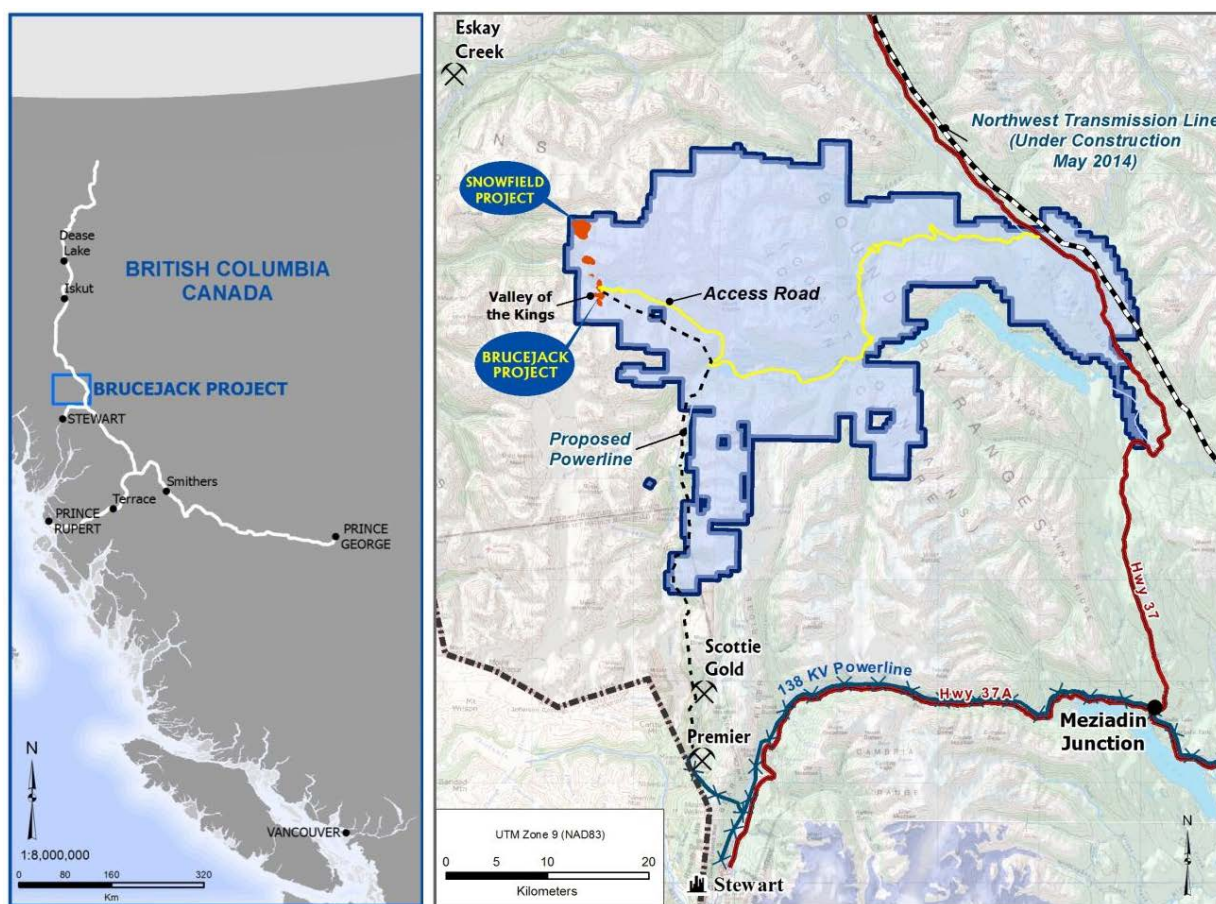 Dease
Lake
Iskut
BRITISH COLUMBIA
CANADA
BRUCEJACK PROJECT
STEWART
Smithers
Terrace
PRINCE
RUPERT
PRINCE
GEORGE
VANCOUVER
N
1:8,000,000
0 80 160 320
Km
Eskay
Creek
Northwest Transmission Line
(Under Construction
May 2014)
SNOWFIELD
PROJECT
Valley of
the Kings
Access Road
BRUCEJACK
PROJECT
Proposed
Powerline
Hwy 37
Scottie
Gold
138 KV Powerline
Hwy 37A
Premier
Meziadin
Junction
CAMBRIA
UTM Zone 9 (NAD83)
0 5 10 20
Kilometers
Stewart
N